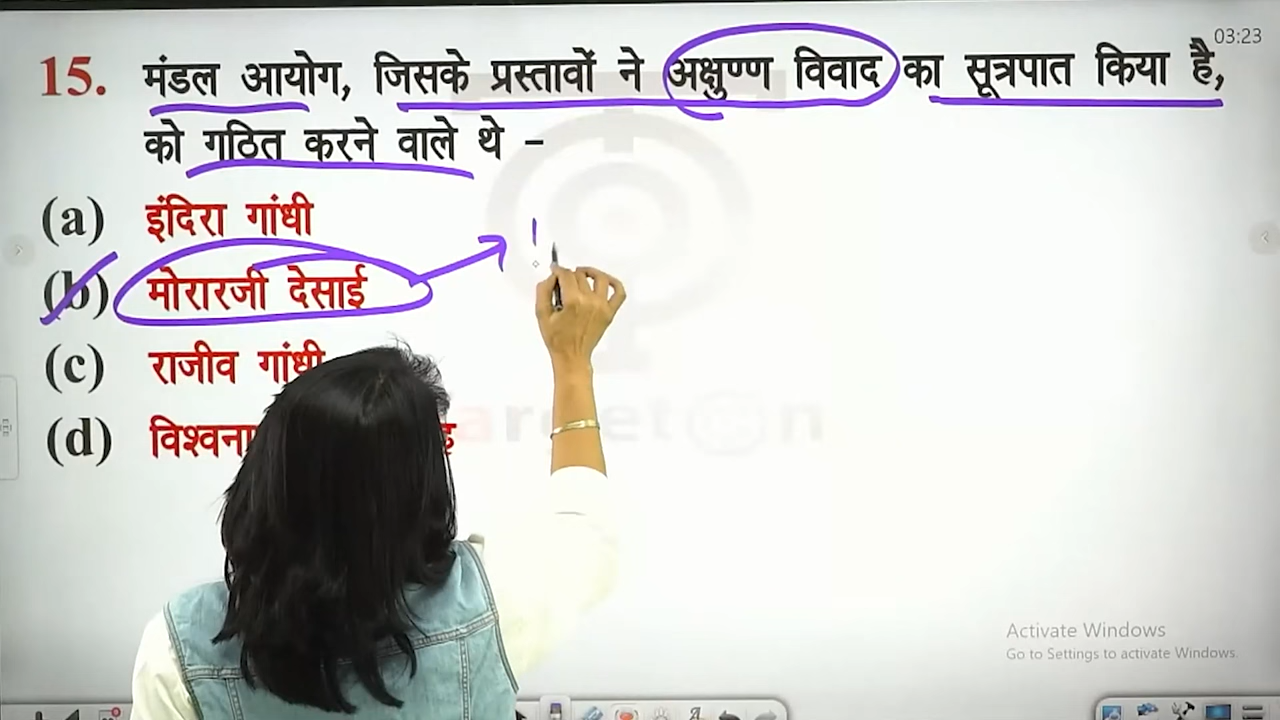 03:23
15. मंडल आयोग, जिसके प्रस्तावों ने अक्षुण्ण विवाद का सूत्रपात किया है,
को गठित करने वाले थे –
(a) इंदिरा गांधी
(b) मोरारजी देसाई
(c) राजीव गांधी
(d)
Activate Windows
Go to Settings to activate Windows.